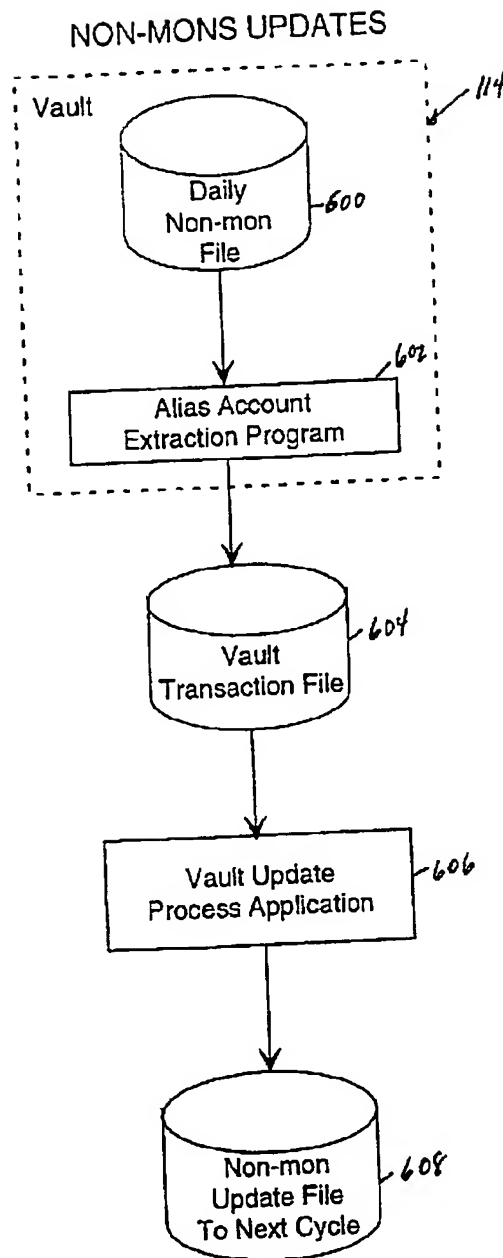 NON-MONS UPDATES
114
Vault
Daily
Non-mon
File
600
602
Alias Account
Extraction Program
604
Vault
Transaction File
Vault Update
Process Application
606
Non-mon
Update File
To Next Cycle
608